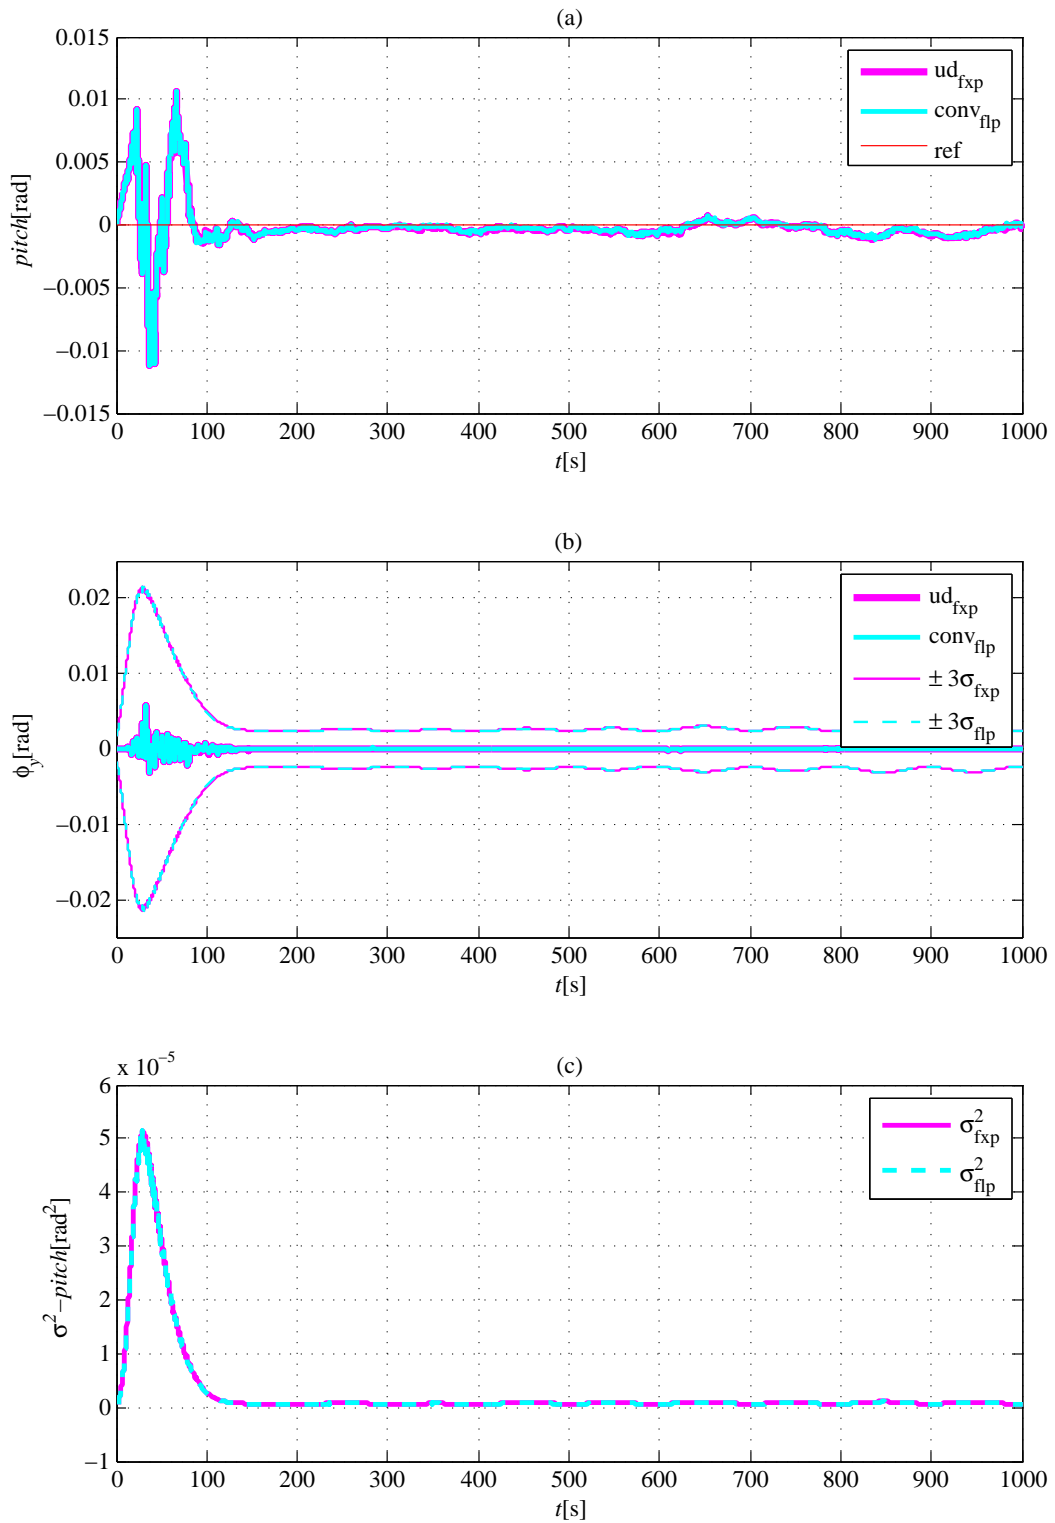 (a)
0.015
0.01
0.005
0
−0.005
−0.01
−0.015
pitch[rad]
ud_fxp
conv_flp
ref
0 100 200 300 400 500 600 700 800 900 1000
t[s]
(b)
0.02
0.01
0
−0.01
−0.02
ϕ_y[rad]
ud_fxp
conv_flp
± 3σ_fxp
± 3σ_flp
0 100 200 300 400 500 600 700 800 900 1000
t[s]
(c)
x 10^−5
6
5
4
3
2
1
0
−1
σ^2−pitch[rad^2]
σ^2_fxp
σ^2_flp
0 100 200 300 400 500 600 700 800 900 1000
t[s]